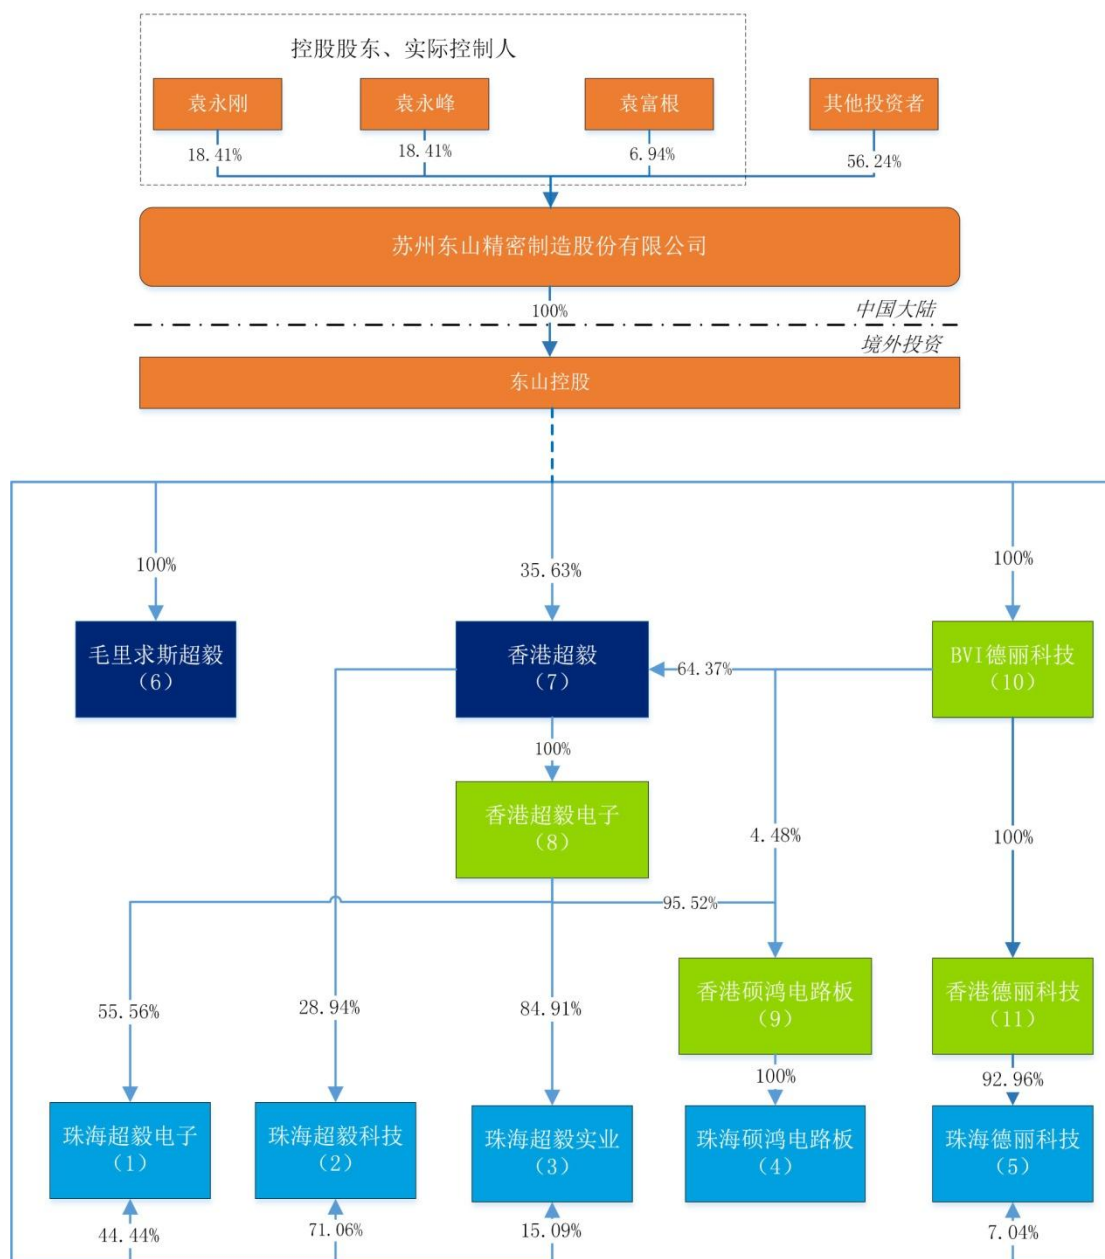 控股股东、实际控制人
袁永刚
袁永峰
袁富根
其他投资者
18.41%
18.41%
6.94%
56.24%
苏州东山精密制造股份有限公司
100%
中国大陆
境外投资
东山控股
100%
35.63%
100%
毛里求斯超毅
（6）
香港超毅
（7）
64.37%
BVI德丽科技
（10）
100%
香港超毅电子
（8）
4.48%
100%
95.52%
55.56%
28.94%
84.91%
香港硕鸿电路板
（9）
香港德丽科技
（11）
100%
92.96%
珠海超毅电子
（1）
珠海超毅科技
（2）
珠海超毅实业
（3）
珠海硕鸿电路板
（4）
珠海德丽科技
（5）
44.44%
71.06%
15.09%
7.04%